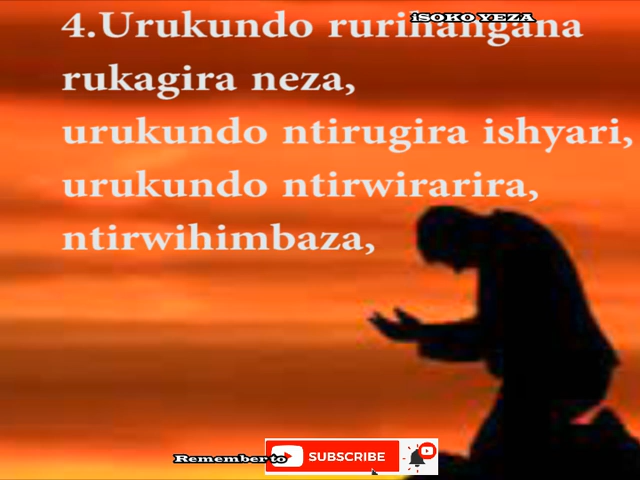 iSOKO YEZA
4.Urukundo rurihangana
rukagira neza,
urukundo ntirugira ishyari,
urukundo ntirwirarira,
ntirwihimbaza,
Remember to
SUBSCRIBE